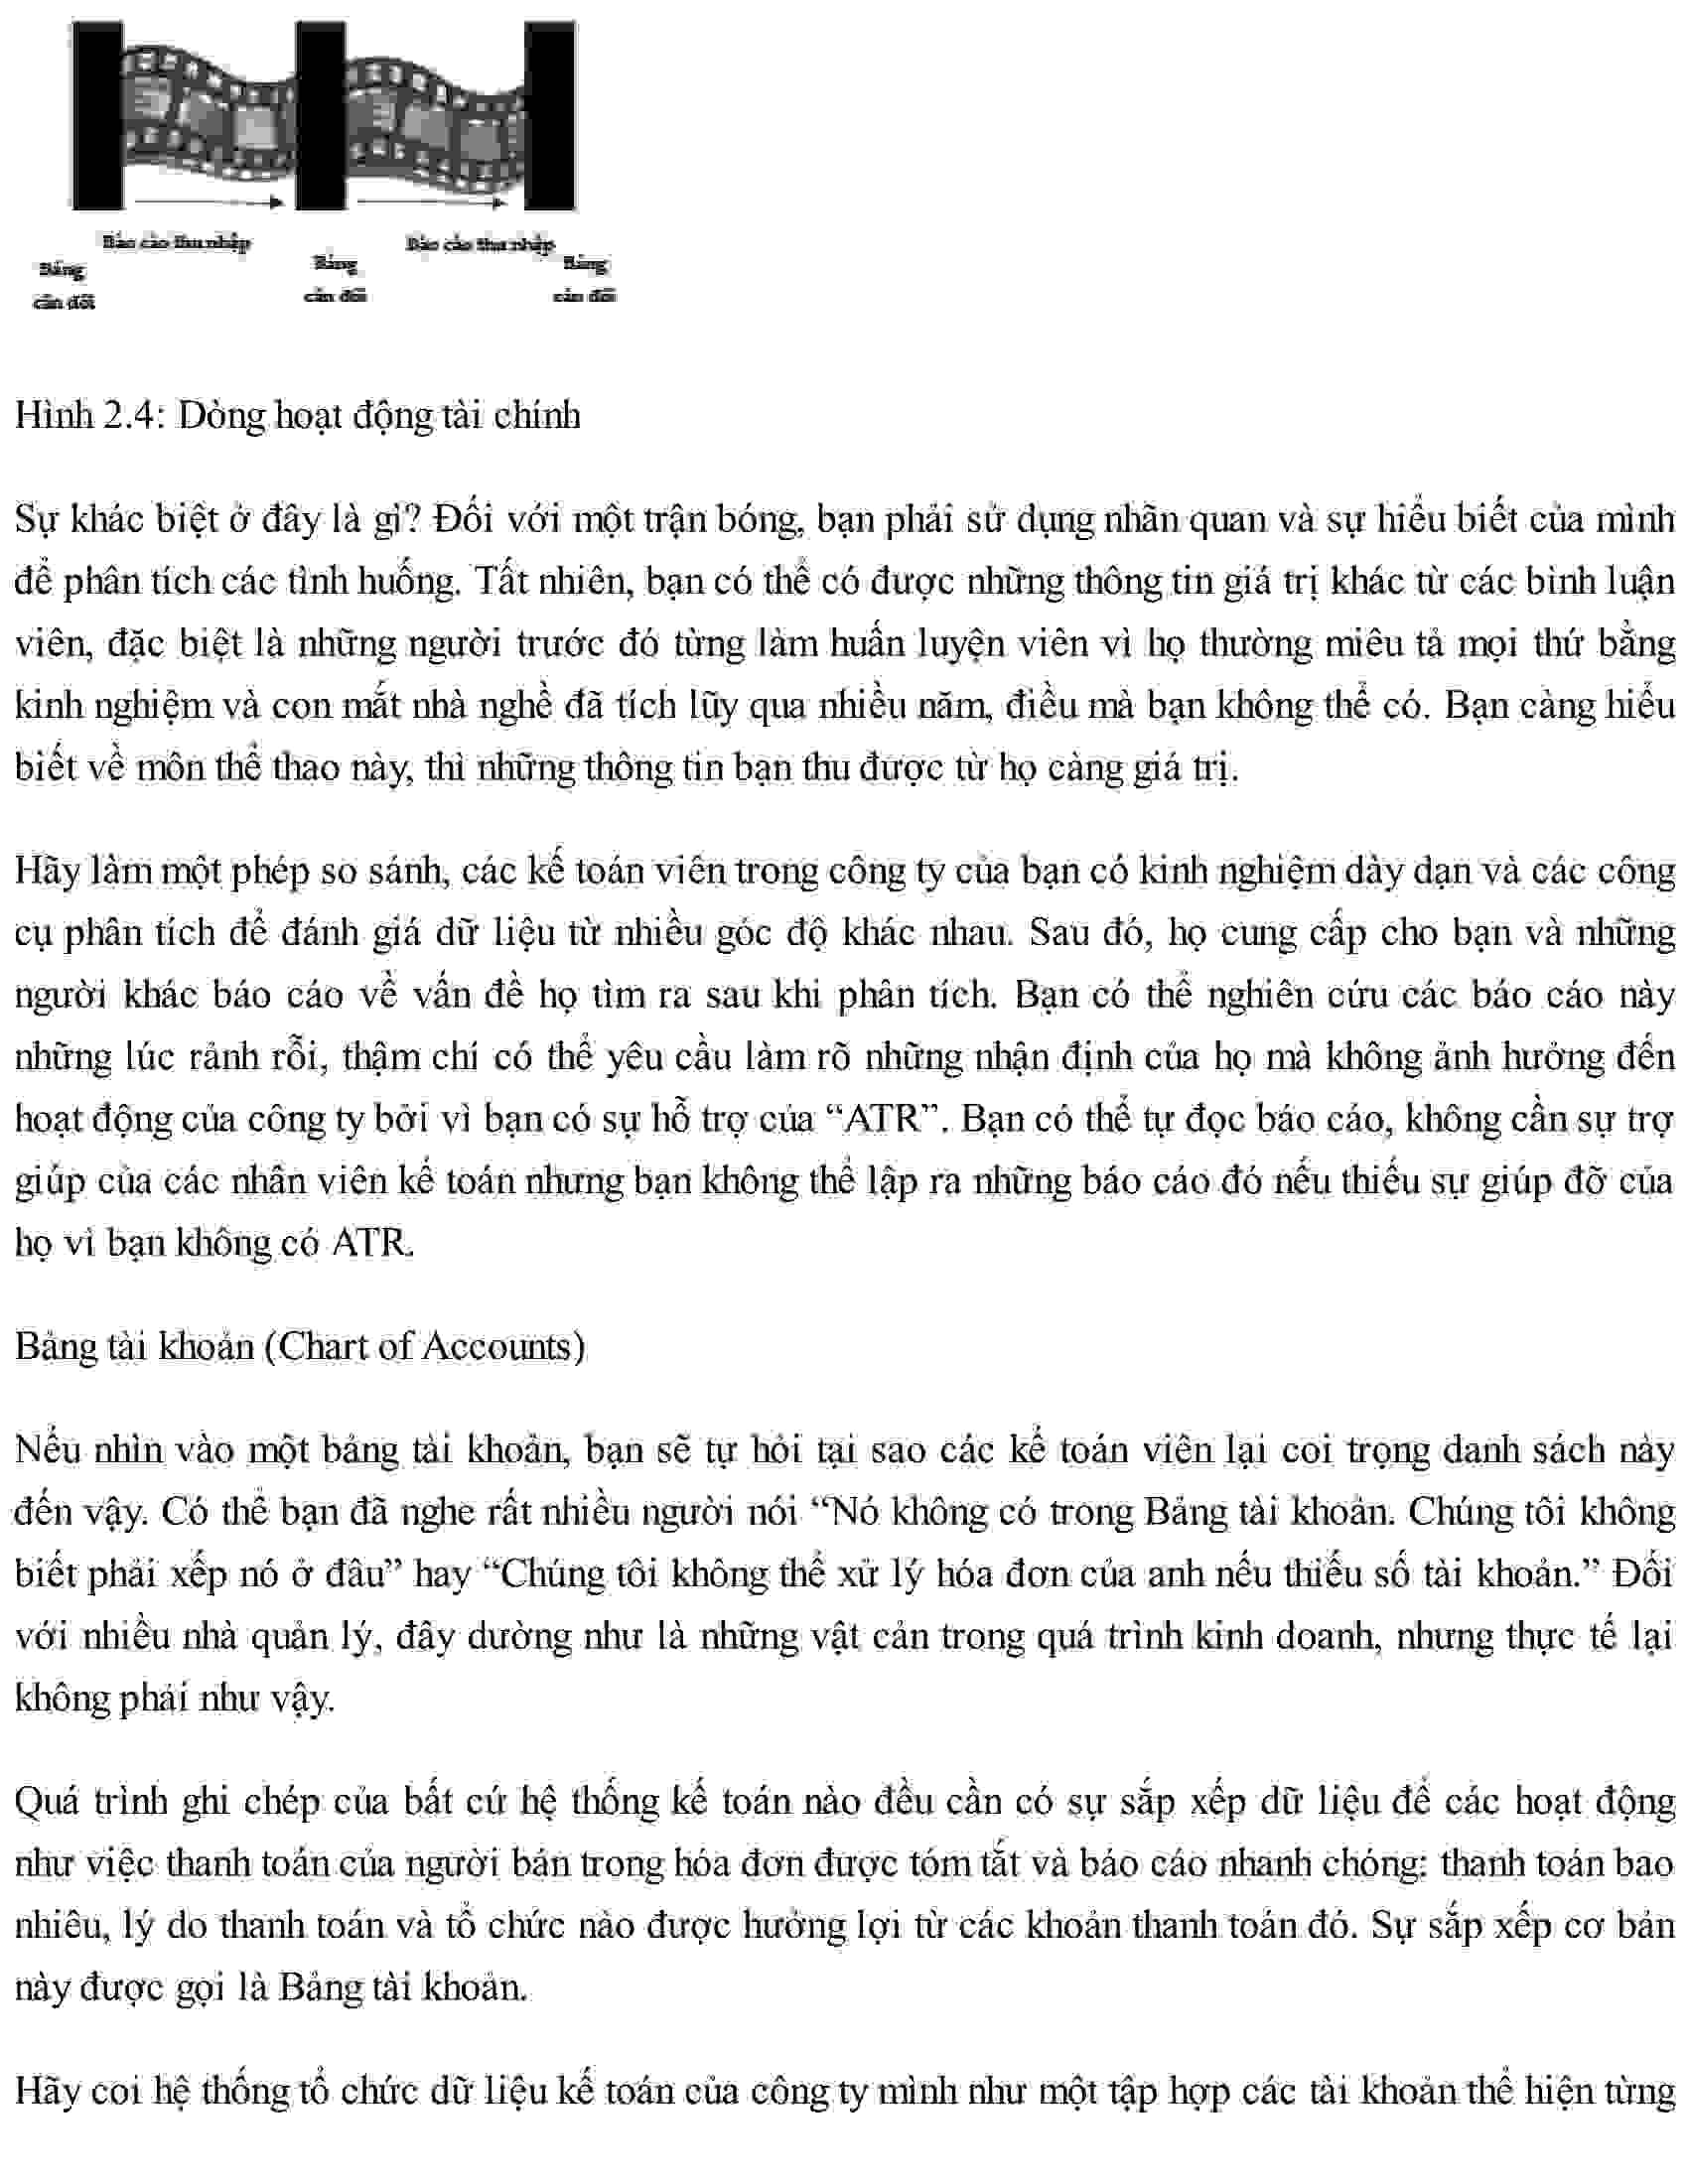 Báo cáo thu nhập
Báo cáo thu nhập
Bảng
cân đối
Bảng
cân đối
Bảng
cân đối
Hình 2.4: Dòng hoạt động tài chính
Sự khác biệt ở đây là gì? Đối với một trận bóng, bạn phải sử dụng nhãn quan và sự hiểu biết của mình
để phân tích các tình huống. Tất nhiên, bạn có thể có được những thông tin giá trị khác từ các bình luận
viên, đặc biệt là những người trước đó từng làm huấn luyện viên vì họ thường miêu tả mọi thứ bằng
kinh nghiệm và con mắt nhà nghề đã tích lũy qua nhiều năm, điều mà bạn không thể có. Bạn càng hiểu
biết về môn thể thao này, thì những thông tin bạn thu được từ họ càng giá trị.
Hãy làm một phép so sánh, các kế toán viên trong công ty của bạn có kinh nghiệm dày dạn và các công
cụ phân tích để đánh giá dữ liệu từ nhiều góc độ khác nhau. Sau đó, họ cung cấp cho bạn và những
người khác báo cáo về vấn đề họ tìm ra sau khi phân tích. Bạn có thể nghiên cứu các báo cáo này
những lúc rảnh rỗi, thậm chí có thể yêu cầu làm rõ những nhận định của họ mà không ảnh hưởng đến
hoạt động của công ty bởi vì bạn có sự hỗ trợ của “ATR”. Bạn có thể tự đọc báo cảo, không cần sự trợ
giúp của các nhân viên kế toán nhưng bạn không thể lập ra những báo cáo đó nếu thiếu sự giúp đỡ của
họ vì bạn không có ATR.
Bảng tài khoản (Chart of Accounts)
Nếu nhìn vào một bảng tài khoản, bạn sẽ tự hỏi tại sao các kế toán viên lại coi trọng danh sách này
đến vậy. Có thể bạn đã nghe rất nhiều người nói “Nó không có trong Bảng tài khoản. Chúng tôi không
biết phải xếp nó ở đâu” hay “Chúng tôi không thể xử lý hóa đơn của anh nếu thiếu số tài khoản.” Đối
với nhiều nhà quản lý, đây dường như là những vật cản trong quá trình kinh doanh, nhưng thực tế lại
không phải như vậy.
Quá trình ghi chép của bất cứ hệ thống kế toán nào đều cần có sự sắp xếp dữ liệu để các hoạt động
như việc thanh toán của người bán trong hóa đơn được tóm tắt và báo cáo nhanh chóng: thanh toán bao
nhiêu, lý do thanh toán và tổ chức nào được hưởng lợi từ các khoản thanh toán đó. Sự sắp xếp cơ bản
này được gọi là Bảng tài khoản.
Hãy coi hệ thống tổ chức dữ liệu kế toán của công ty mình như một tập hợp các tài khoản thể hiện từng